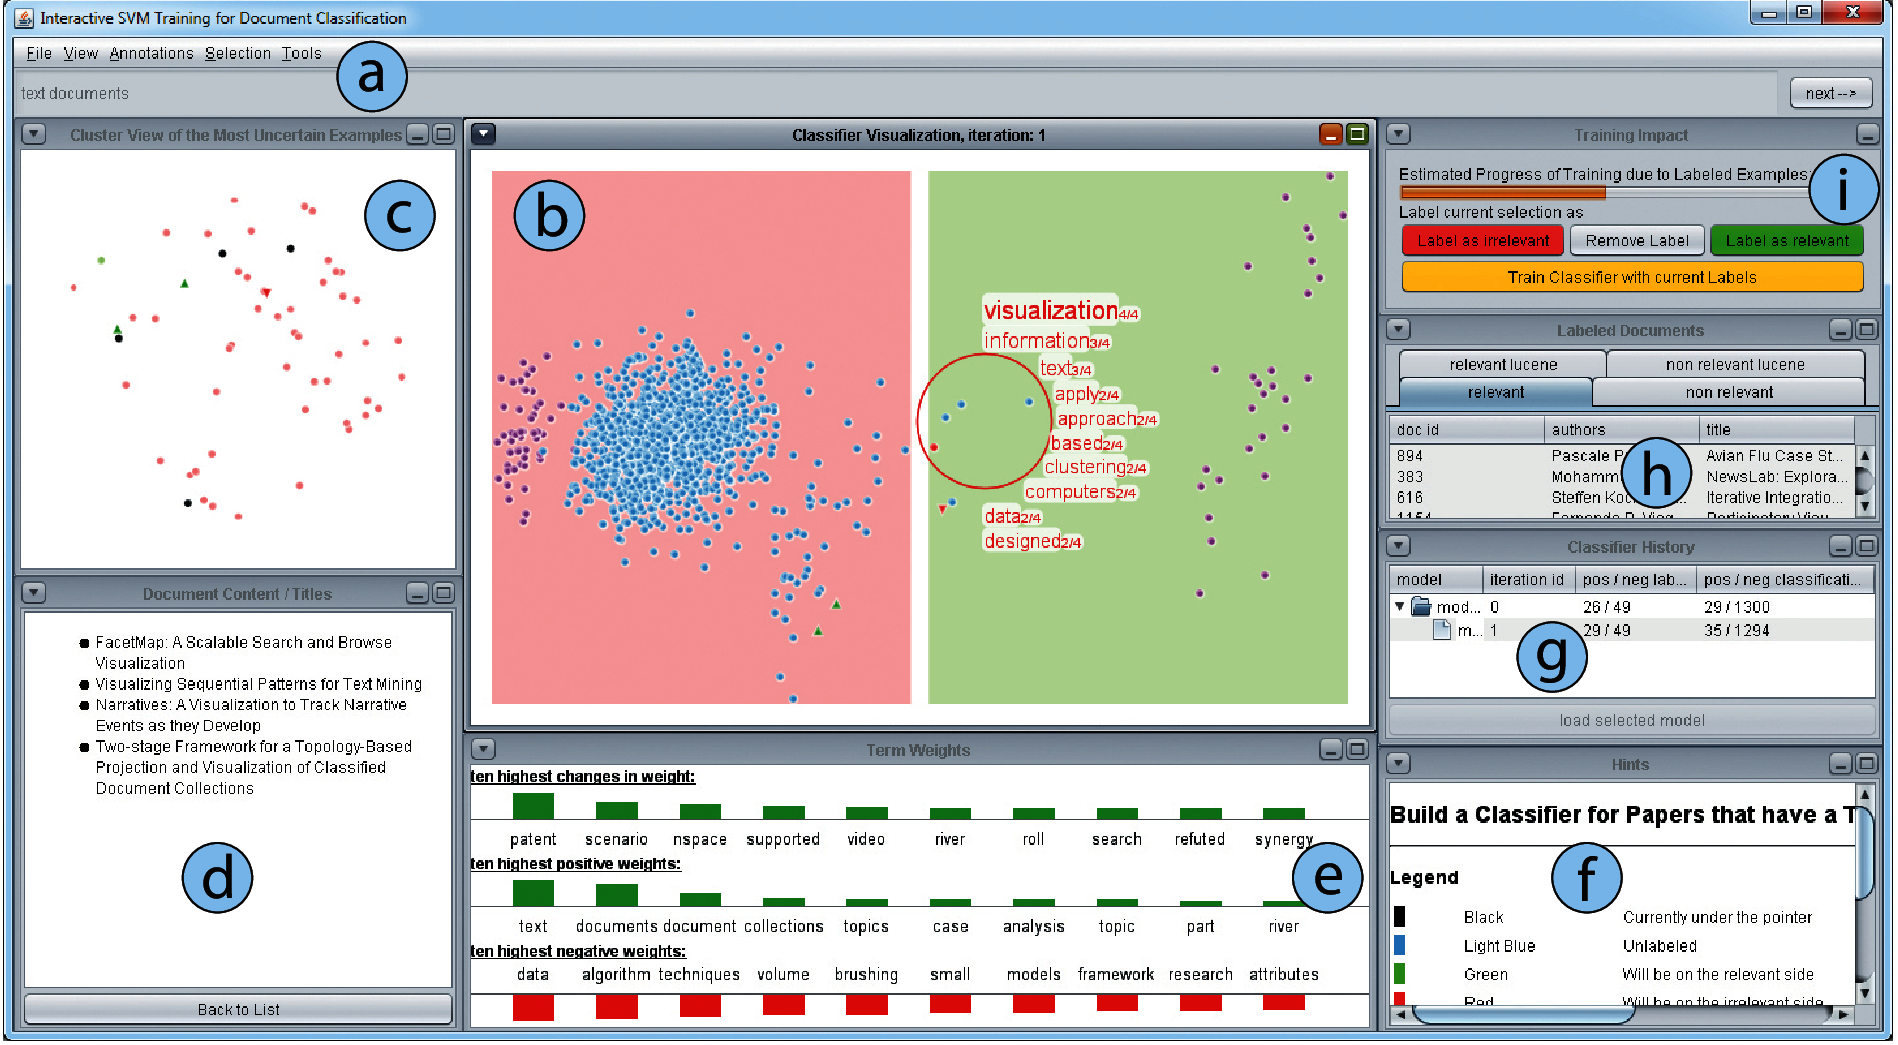 Interactive SVM Training for Document Classification
File View Annotations Selection Tools
a
text documents
next-->
Cluster View of the Most Uncertain Examples
c
Classifier Visualization, iteration: 1
b
visualization4/4
information3/4
text3/4
apply2/4
approach2/4
based2/4
clustering2/4
computers2/4
data2/4
designed2/4
Training Impact
Estimated Progress of Training due to Labeled Examples:
i
Label current selection as
Label as irrelevant Remove Label Label as relevant
Train Classifier with current Labels
Labeled Documents
relevant lucene non relevant lucene
relevant non relevant
doc id authors title
894 Pascale P Avian Flu Case St...
383 Mohamm NewsLab: Explora...
616 Steffen Koc Iterative Integratio...
1154
h
Classifier History
model iteration id pos / neg lab... pos / neg classificati...
mod... 0 26 / 49 29 / 1300
m... 1 29 / 49 35 / 1294
g
load selected model
Document Content / Titles
FacetMap: A Scalable Search and Browse
Visualization
Visualizing Sequential Patterns for Text Mining
Narratives: A Visualization to Track Narrative
Events as they Develop
Two-stage Framework for a Topology-Based
Projection and Visualization of Classified
Document Collections
d
Back to List
Term Weights
ten highest changes in weight:
patent scenario nspace supported video river roll search refuted synergy
ten highest positive weights:
text documents document collections topics case analysis topic part river
e
ten highest negative weights:
data algorithm techniques volume brushing small models framework research attributes
Hints
Build a Classifier for Papers that have a T
Legend
f
Black Currently under the pointer
Light Blue Unlabeled
Green Will be on the relevant side
Red Will be on the irrelevant side